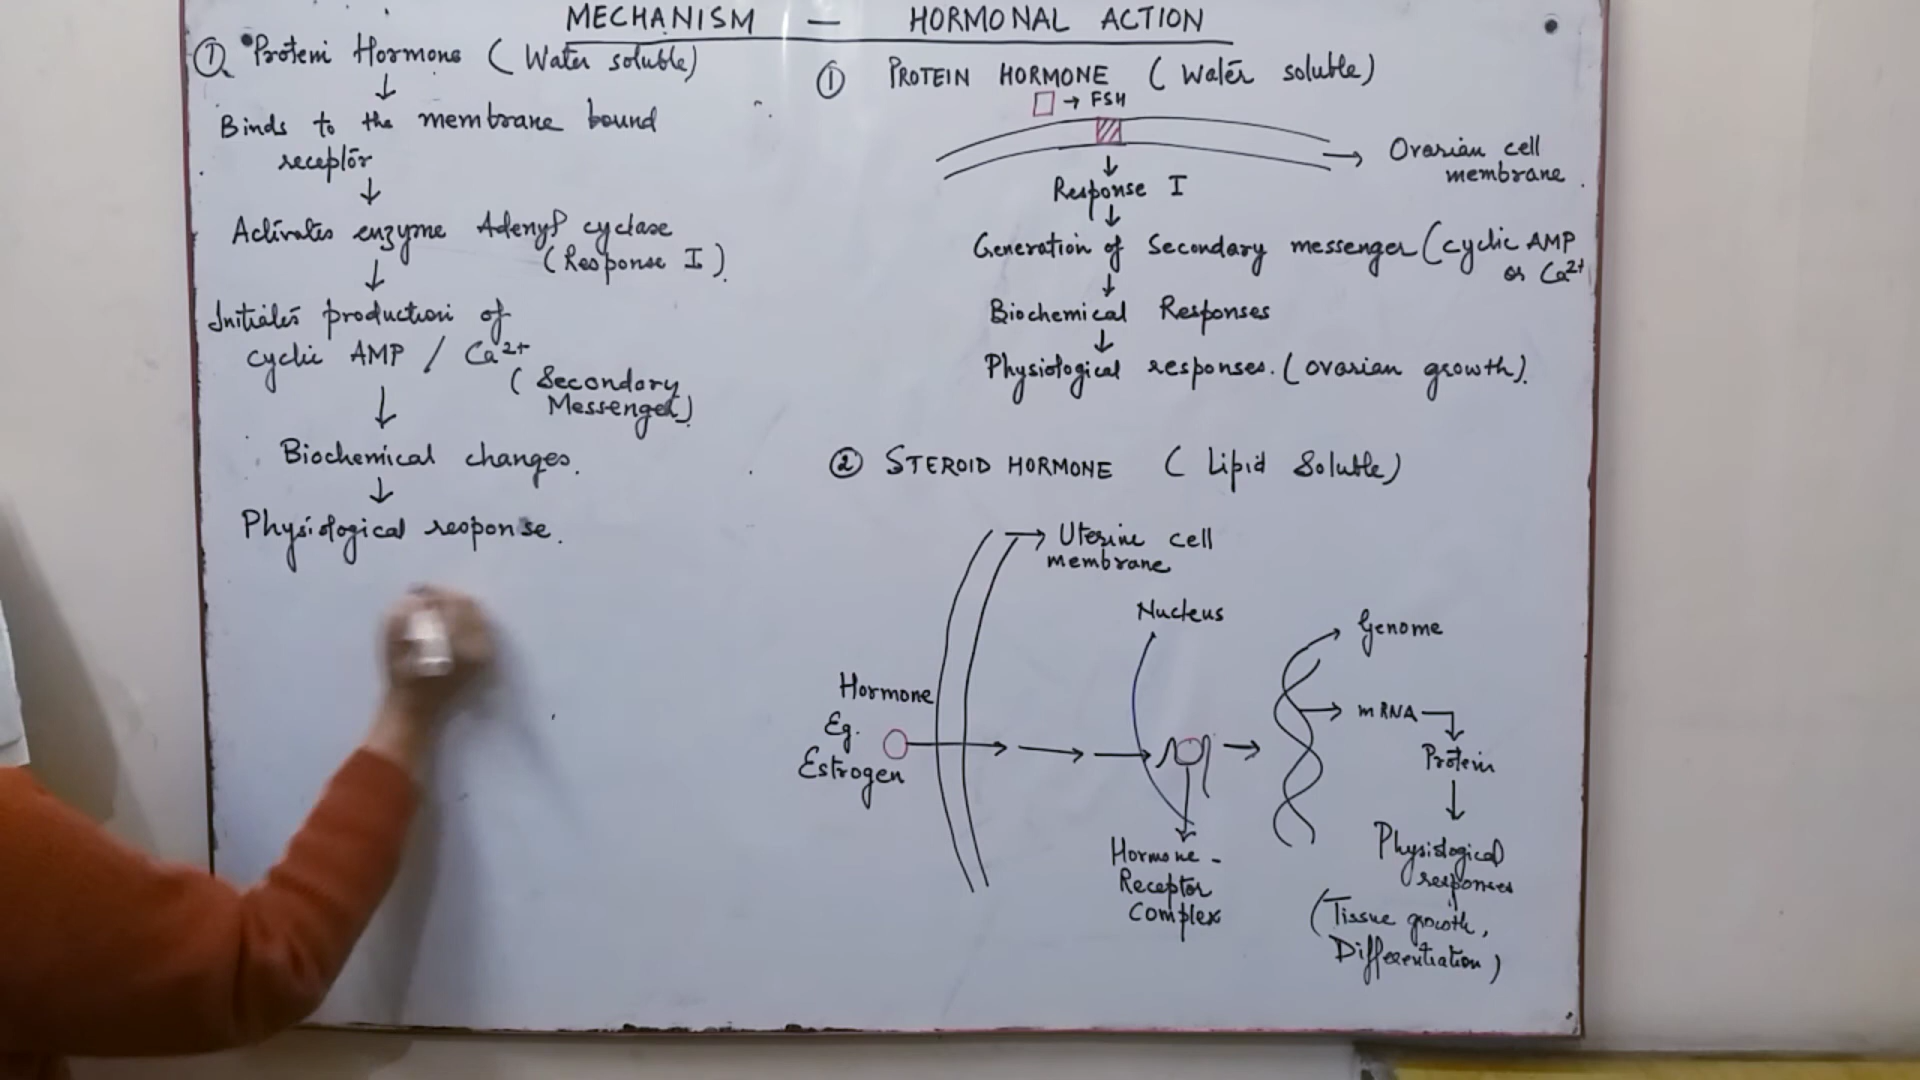 MECHANISM — HORMONAL ACTION
① Protein Hormone (Water soluble)
Binds to the membrane bound
receptor
Activates enzyme Adenyl cyclase
(Response I).
Initiates production of
cyclic AMP / Ca²⁺
(Secondary
Messenger)
Biochemical changes.
Physiological response.
① PROTEIN HORMONE (Water soluble)
→ FSH
Ovarian cell
membrane.
Response I
Generation of Secondary messenger (cyclic AMP
or Ca²⁺
Biochemical Responses
Physiological responses. (ovarian growth).
② STEROID HORMONE (Lipid Soluble)
Uterine cell
membrane
Nucleus
Genome
Hormone
Eg.
Estrogen
mRNA
Protein
Hormone -
Receptor
Complex
Physiological
responses
(Tissue growth,
Differentiation)